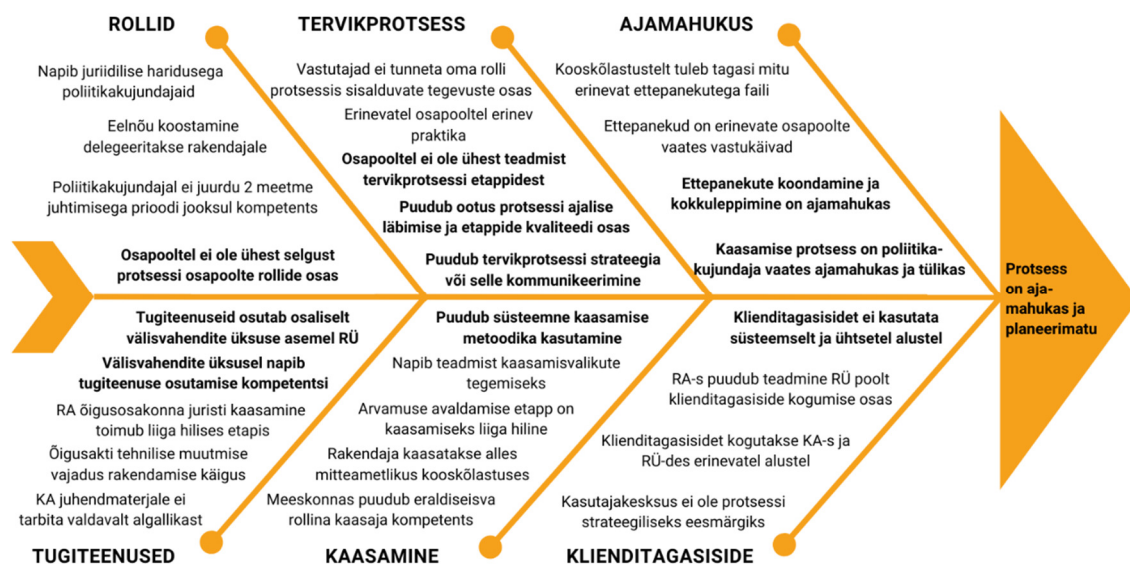 ROLLID
Napib juriidilise haridusega
poliitikakujundajaid
Eelnõu koostamine
delegeeritakse rakendajale
Poliitikakujundajal ei juurdu 2 meetme
juhtimisega prioodi jooksul kompetents
Osapooltel ei ole ühest selgust
protsessi osapoolte rollide osas
TERVIKPROTSESS
Vastutajad ei tunneta oma rolli
protsessis sisalduvate tegevuste osas
Erinevatel osapooltel erinev
praktika
Osapooltel ei ole ühest teadmist
tervikprotsessi etappidest
Puudub ootus protsessi ajalise
läbimise ja etappide kvaliteedi osas
Puudub tervikprotsessi strateegia
või selle kommunikeerimine
AJAMAHUKUS
Kooskõlastustelt tuleb tagasi mitu
erinevat ettepanekutega faili
Ettepanekud on erinevate osapoolte
vaates vastukäivad
Ettepanekute koondamine ja
kokkuleppimine on ajamahukas
Kaasamise protsess on poliitika-
kujundaja vaates ajamahukas ja tülikas
Protsess
on aja-
mahukas ja
planeerimatu
Tugiteenuseid osutab osaliselt
välisvahendite üksuse asemel RÜ
Välisvahendite üksusel napib
tugiteenuse osutamise kompetentsi
RA õigusosakonna juristi kaasamine
toimub liiga hilises etapis
Õigusakti tehnilise muutmise
vajadus rakendamise käigus
KA juhendmaterjale ei
tarbita valdavalt algallikast
TUGITEENUSED
Puudub süsteemne kaasamise
metoodika kasutamine
Napib teadmist kaasamisvalikute
tegemiseks
Arvamuse avaldamise etapp on
kaasamiseks liiga hiline
Rakendaja kaasatakse alles
mitteametlikus kooskõlastuses
Meeskonnas puudub eraldiseisva
rollina kaasaja kompetents
KAASAMINE
Klienditagasisidet ei kasutata
süsteemselt ja ühtsetel alustel
RA-s puudub teadmine RÜ poolt
klienditagasiside kogumise osas
Klienditagasisidet kogutakse KA-s ja
RÜ-des erinevatel alustel
Kasutajakesksus ei ole protsessi
strateegiliseks eesmärgiks
KLIENDITAGASISIDE